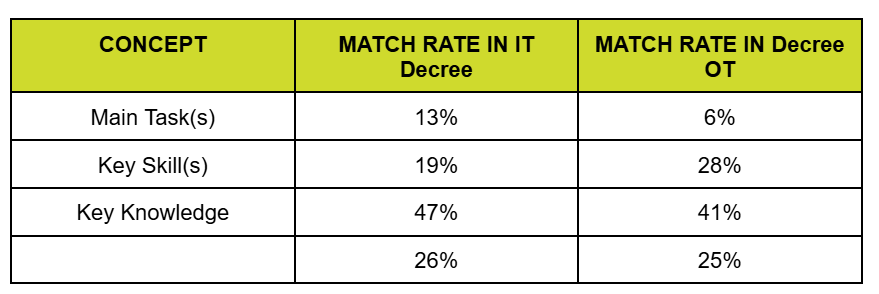 CONCEPT MATCH RATE IN IT MATCH RATE IN Decree
Decree OT
Main Task(s) 13% 6%
Key Skill(s) 19% 28%
Key Knowledge 47% 41%
26% 25%